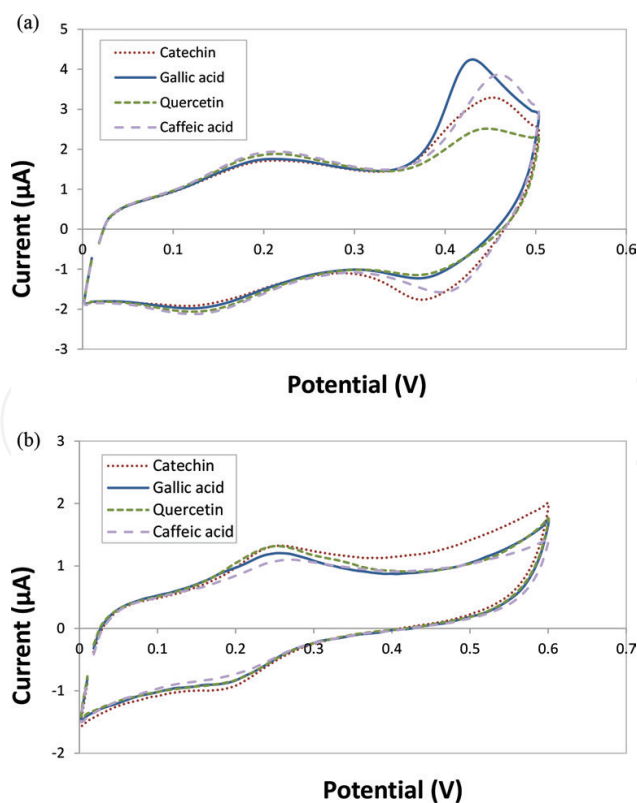 (a)
Catechin
Gallic acid
Quercetin
Caffeic acid
5
4
3
2
1
0
-1
-2
-3
0 0.1 0.2 0.3 0.4 0.5 0.6
Current (µA)
Potential (V)
(b)
Catechin
Gallic acid
Quercetin
Caffeic acid
3
2
1
0
-1
-2
0 0.1 0.2 0.3 0.4 0.5 0.6 0.7
Current (µA)
Potential (V)